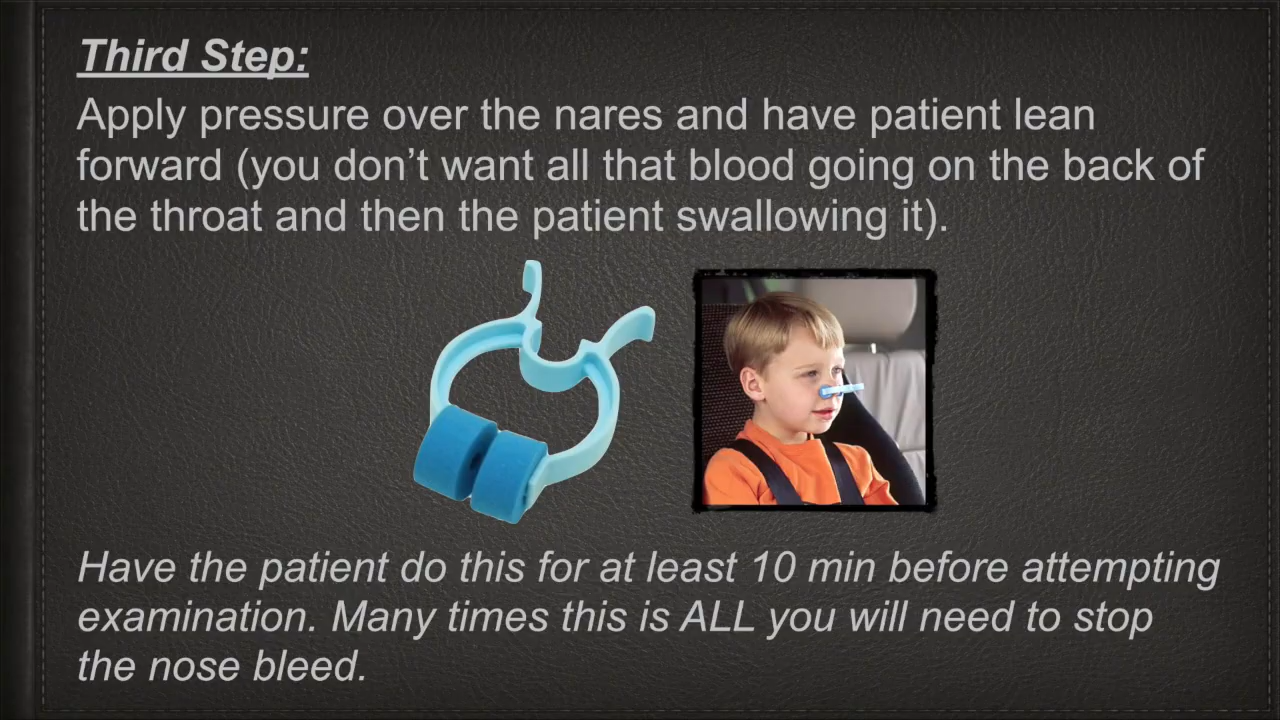 Third Step:
Apply pressure over the nares and have patient lean
forward (you don’t want all that blood going on the back of
the throat and then the patient swallowing it).
Have the patient do this for at least 10 min before attempting
examination. Many times this is ALL you will need to stop
the nose bleed.